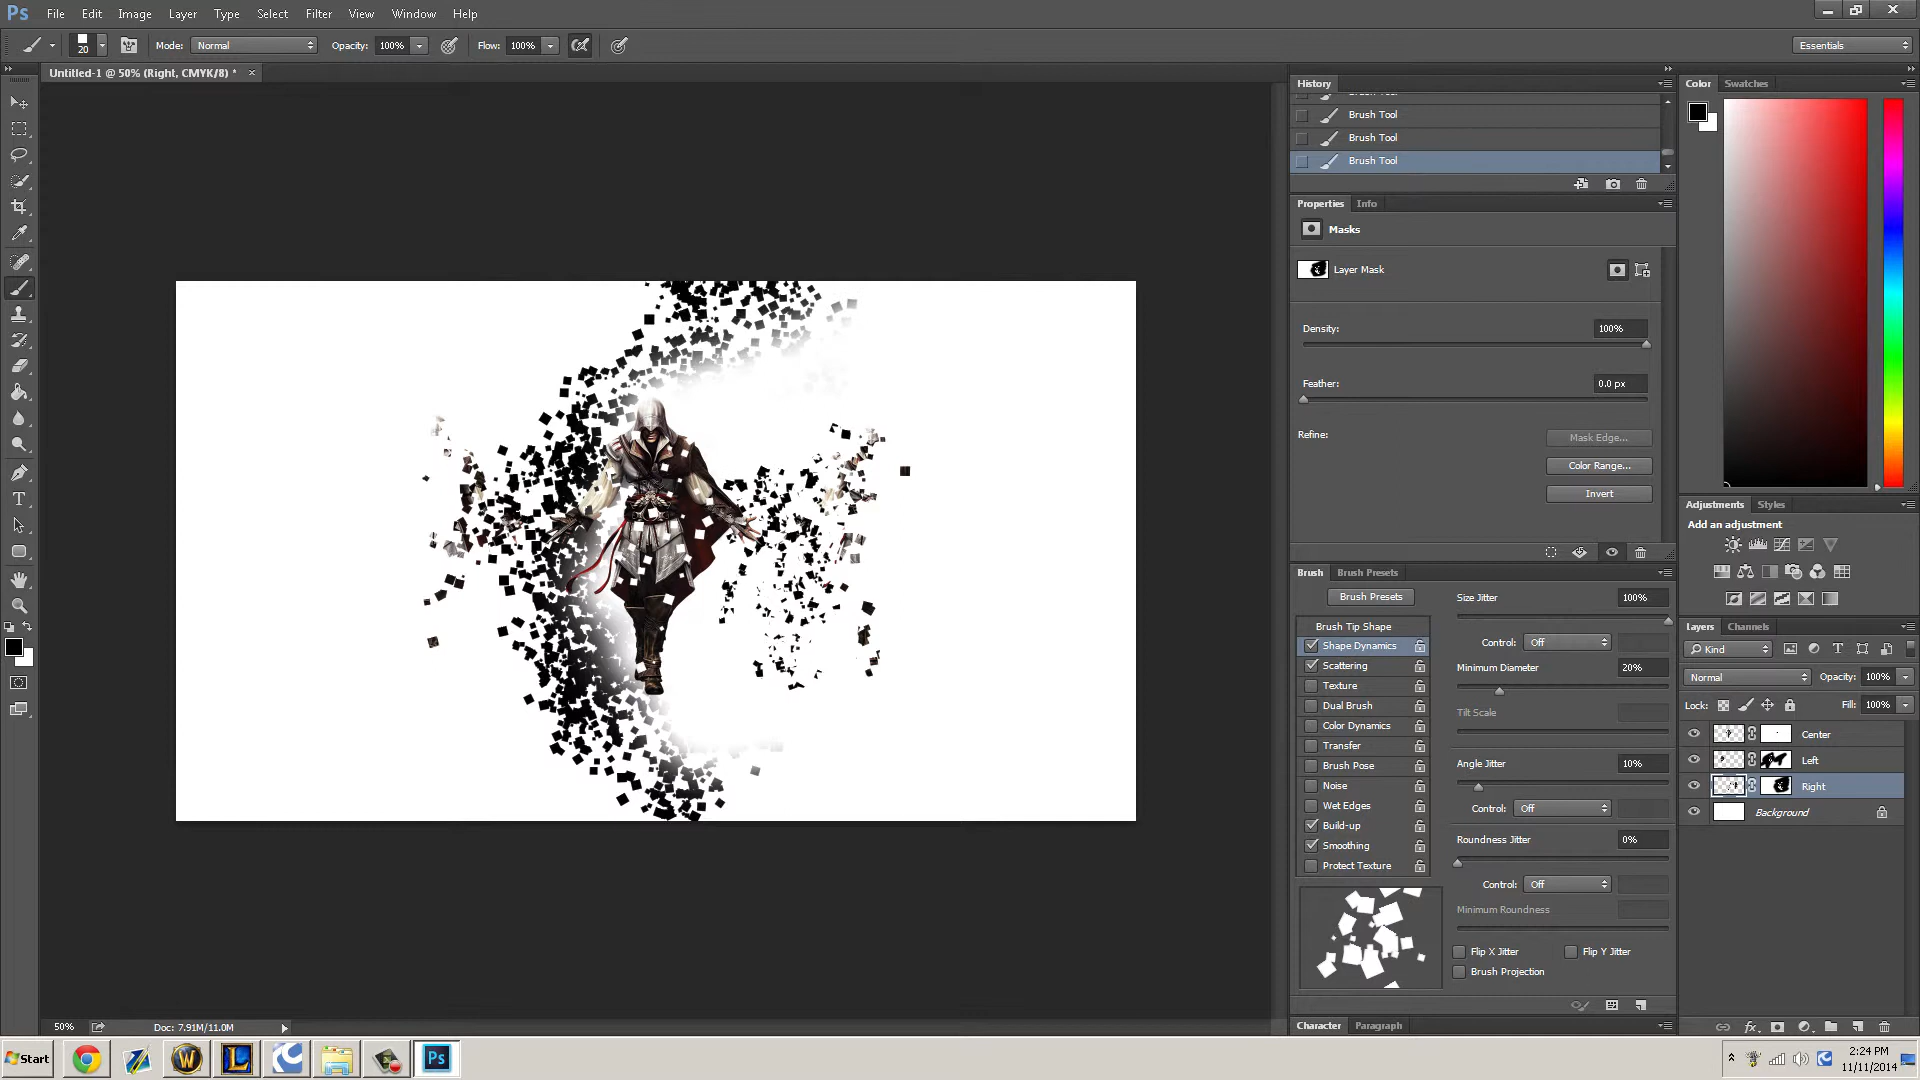 Ps File Edit Image Layer Type Select Filter View Window Help
20 Mode: Normal Opacity: 100% Flow: 100% Essentials
Untitled-1 @ 50% (Right, CMYK/8) * ×
History
Brush Tool
Brush Tool
Brush Tool
Brush Tool
Properties Info
Masks
Layer Mask
Density: 100%
Feather: 0.0 px
Refine:
Mask Edge...
Color Range...
Invert
Brush Brush Presets
Brush Presets
Brush Tip Shape
Shape Dynamics
Scattering
Texture
Dual Brush
Color Dynamics
Transfer
Brush Pose
Noise
Wet Edges
Build-up
Smoothing
Protect Texture
Size Jitter 100%
Control: Off
Minimum Diameter 20%
Tilt Scale
Angle Jitter 10%
Control: Off
Roundness Jitter 0%
Control: Off
Minimum Roundness
Flip X Jitter Flip Y Jitter
Brush Projection
Character Paragraph
Color Swatches
Adjustments Styles
Add an adjustment
Layers Channels
Kind
Normal Opacity: 100%
Lock: Fill: 100%
Center
Left
Right
Background
50% Doc: 7.91M/11.0M
Start W L Ps
2:24 PM
11/11/2014